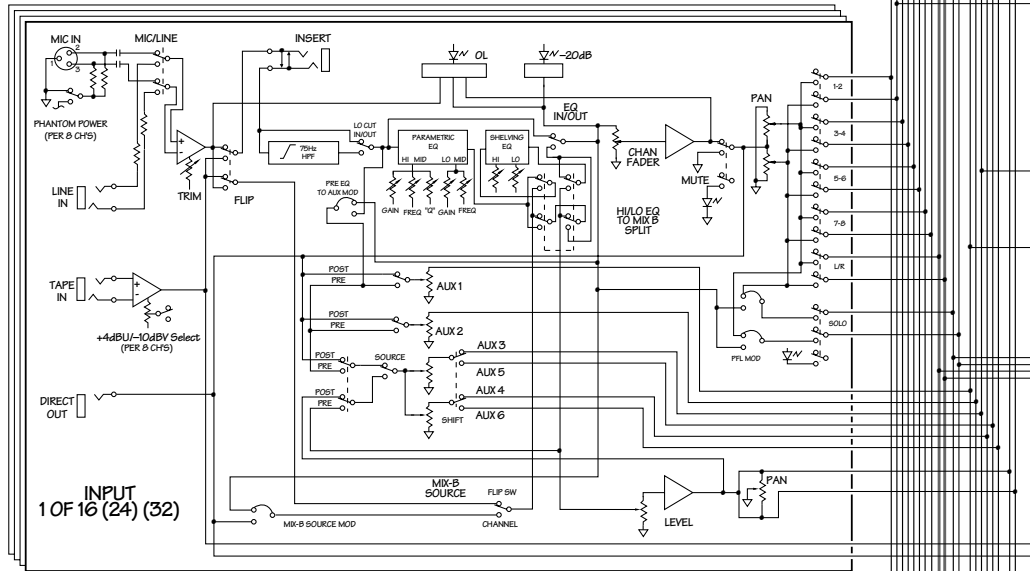 MIC IN
2
1
3
MIC/LINE
INSERT
OL
-20dB
PHANTOM POWER
(PER 8 CH'S)
+
-
TRIM
FLIP
LO CUT
IN/OUT
75Hz
HPF
PARAMETRIC
EQ
HI MID
LO MID
SHELVING
EQ
HI
LO
EQ
IN/OUT
GAIN
FREQ
"Q"
GAIN
FREQ
PRE EQ
TO AUX MOD
CHAN
FADER
MUTE
PAN
1-2
3-4
5-6
7-8
L/R
SOLO
PFL MOD
HI/LO EQ
TO MIX B
SPLIT
LINE
IN
TAPE
IN
+
-
+4dBU/-10dBV Select
(PER 8 CH'S)
POST
PRE
AUX 1
POST
PRE
AUX 2
POST
PRE
SOURCE
POST
PRE
AUX 3
AUX 5
AUX 4
AUX 6
SHIFT
DIRECT
OUT
INPUT
1 OF 16 (24) (32)
MIX-B
SOURCE
FLIP SW
CHANNEL
MIX-B SOURCE MOD
LEVEL
PAN